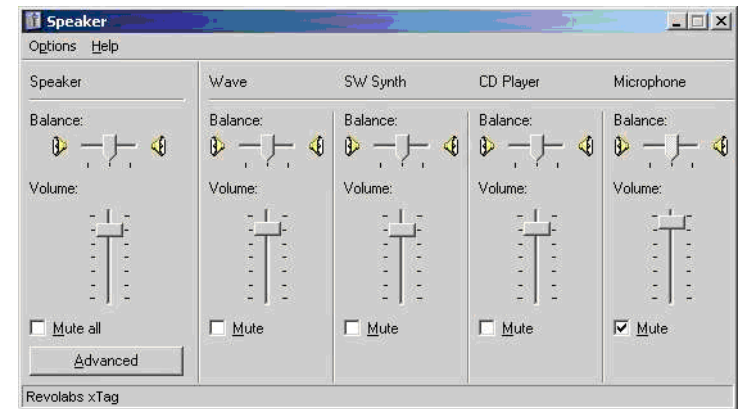 Speaker
Options Help
Speaker Wave SW Synth CD Player Microphone
Balance: Balance: Balance: Balance: Balance:
Volume: Volume: Volume: Volume: Volume:
Mute all Mute Mute Mute Mute
Advanced
Revolabs xTag